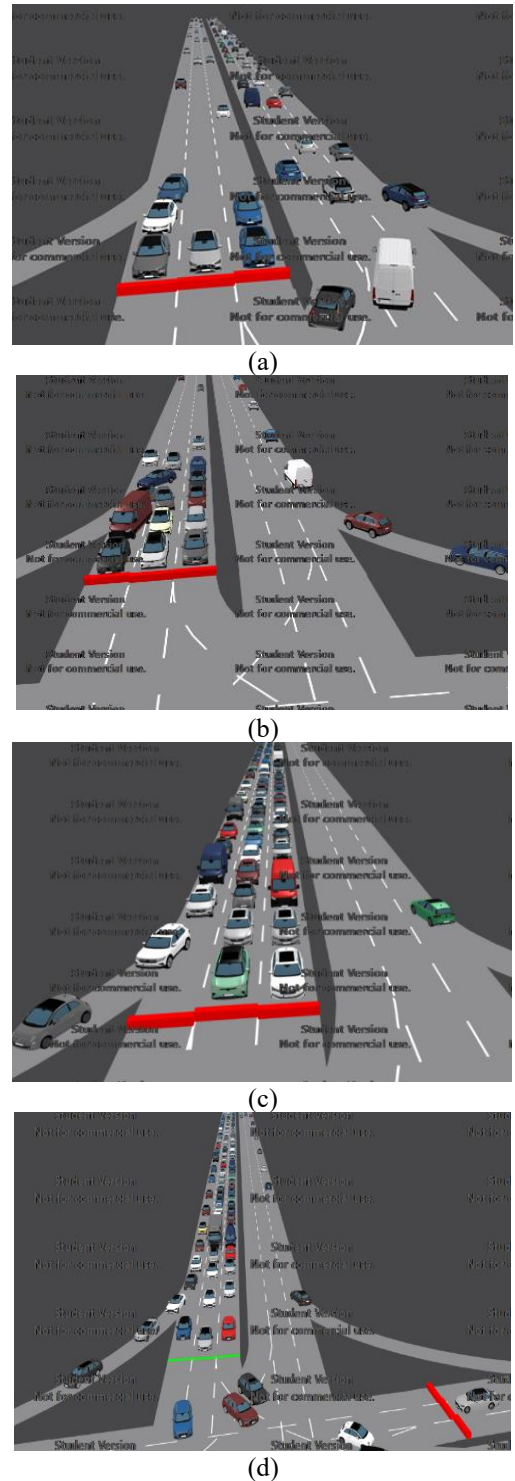 Student Version
Not for commercial use.
(a)
Student Version
Not for commercial use.
(b)
Student Version
Not for commercial use.
(c)
Student Version
Not for commercial use.
(d)